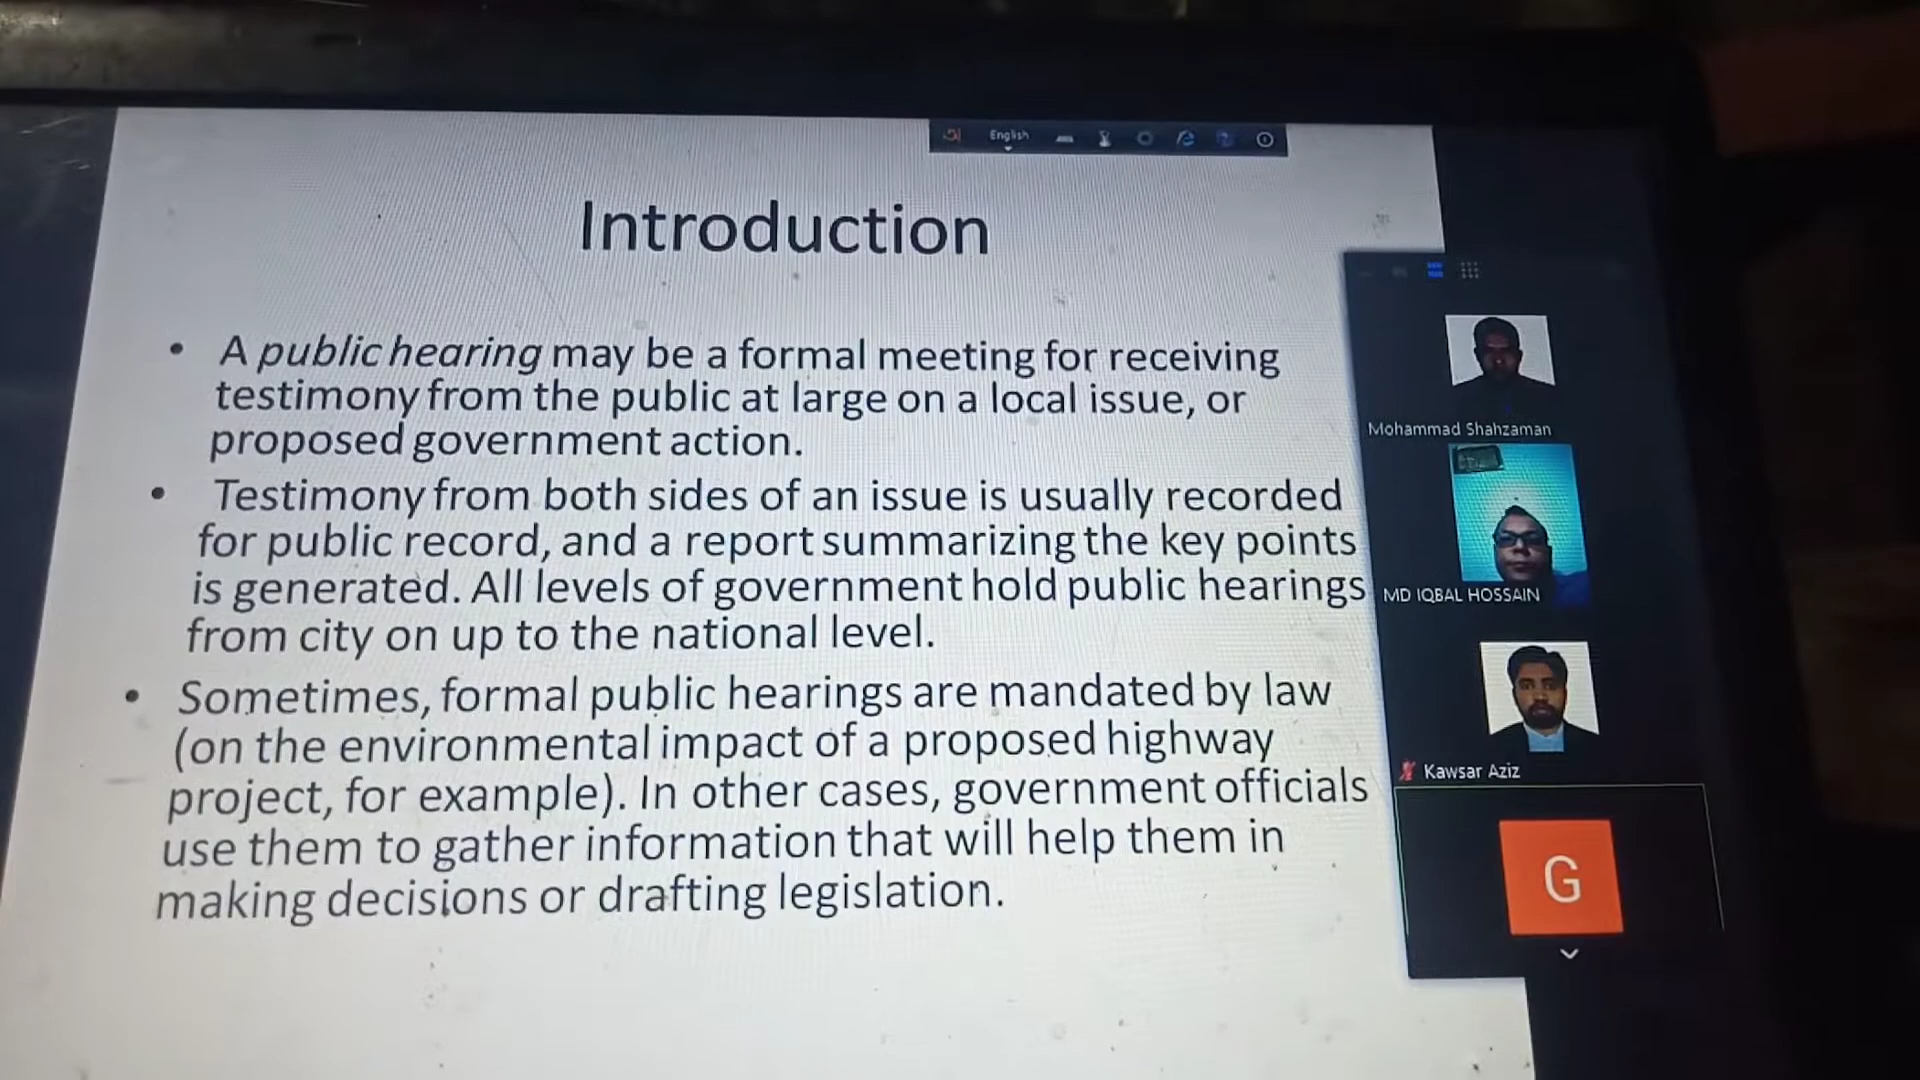 অ English
Introduction
• A public hearing may be a formal meeting for receiving
testimony from the public at large on a local issue, or
proposed government action.
• Testimony from both sides of an issue is usually recorded
for public record, and a report summarizing the key points
is generated. All levels of government hold public hearings
from city on up to the national level.
• Sometimes, formal public hearings are mandated by law
(on the environmental impact of a proposed highway
project, for example). In other cases, government officials
use them to gather information that will help them in
making decisions or drafting legislation.
Mohammad Shahzaman
MD IQBAL HOSSAIN
Kawsar Aziz
G